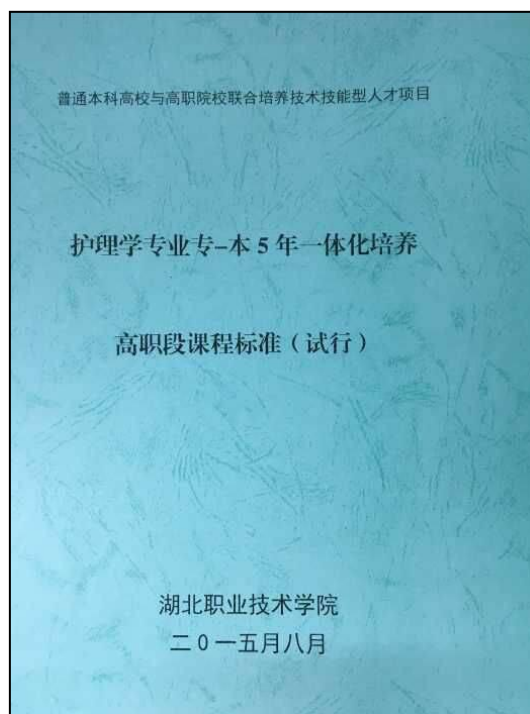 普通本科高校与高职院校联合培养技术技能型人才项目
护理学专业专-本 5 年一体化培养
高职段课程标准（试行）
湖北职业技术学院
二 0 一五月八月